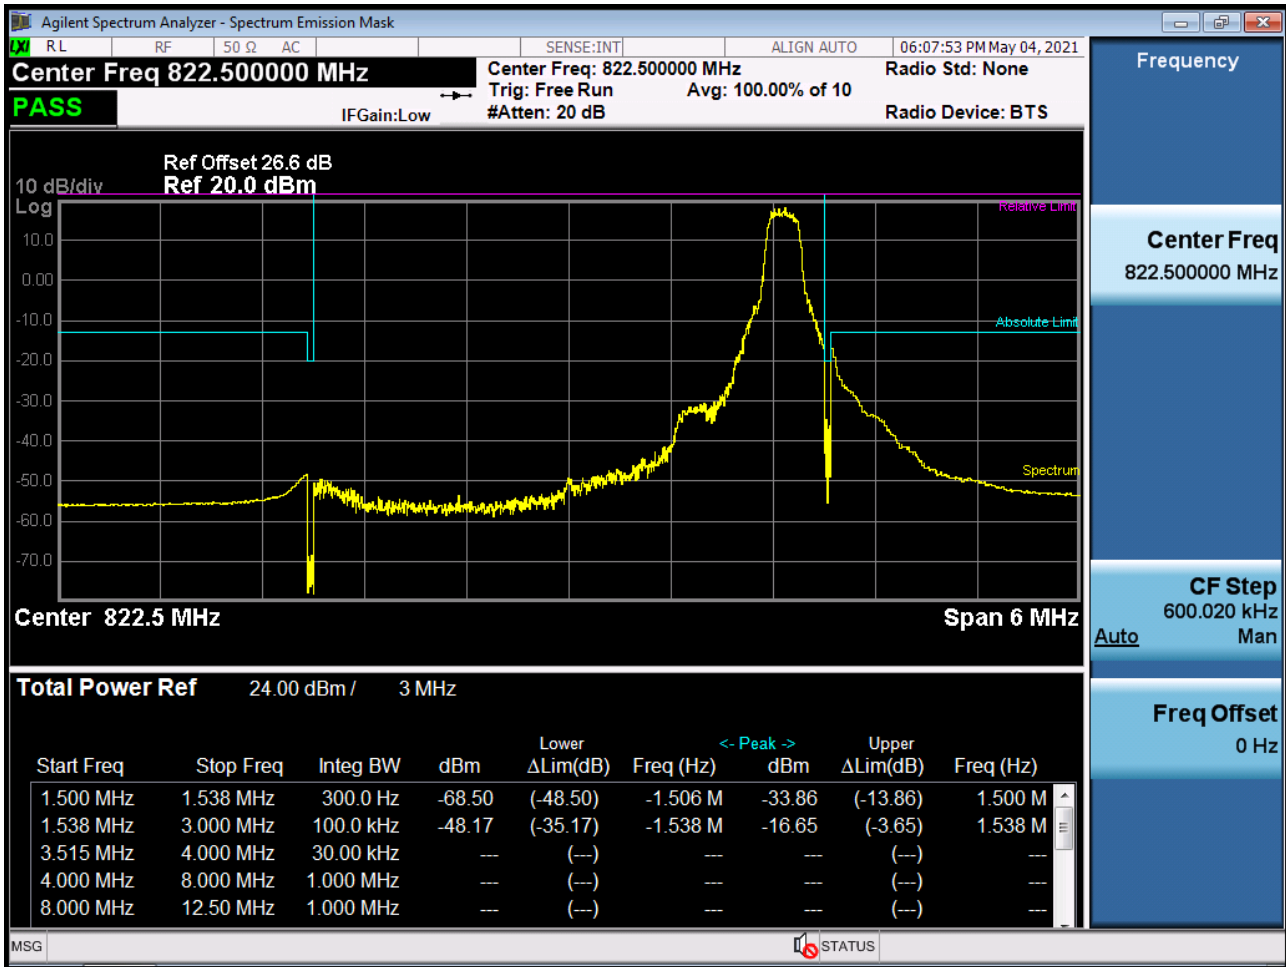 Agilent Spectrum Analyzer - Spectrum Emission Mask
LXI RL RF 50 Ω AC SENSE:INT ALIGN AUTO 06:07:53 PM May 04, 2021
Center Freq 822.500000 MHz
PASS
IFGain:Low
Center Freq: 822.500000 MHz
Trig: Free Run Avg: 100.00% of 10
#Atten: 20 dB
Radio Std: None
Radio Device: BTS
Ref Offset 26.6 dB
10 dB/div Ref 20.0 dBm
Log
Relative Limit
10.0
0.00
-10.0
Absolute Limit
-20.0
-30.0
-40.0
-50.0
Spectrum
-60.0
-70.0
Center 822.5 MHz Span 6 MHz
Total Power Ref 24.00 dBm / 3 MHz
Lower <- Peak -> Upper
Start Freq Stop Freq Integ BW dBm ΔLim(dB) Freq (Hz) dBm ΔLim(dB) Freq (Hz)
1.500 MHz 1.538 MHz 300.0 Hz -68.50 (-48.50) -1.506 M -33.86 (-13.86) 1.500 M
1.538 MHz 3.000 MHz 100.0 kHz -48.17 (-35.17) -1.538 M -16.65 (-3.65) 1.538 M
3.515 MHz 4.000 MHz 30.00 kHz --- (---) --- --- (---) ---
4.000 MHz 8.000 MHz 1.000 MHz --- (---) --- --- (---) ---
8.000 MHz 12.50 MHz 1.000 MHz --- (---) --- --- (---) ---
MSG STATUS
Frequency
Center Freq
822.500000 MHz
CF Step
600.020 kHz
Auto Man
Freq Offset
0 Hz